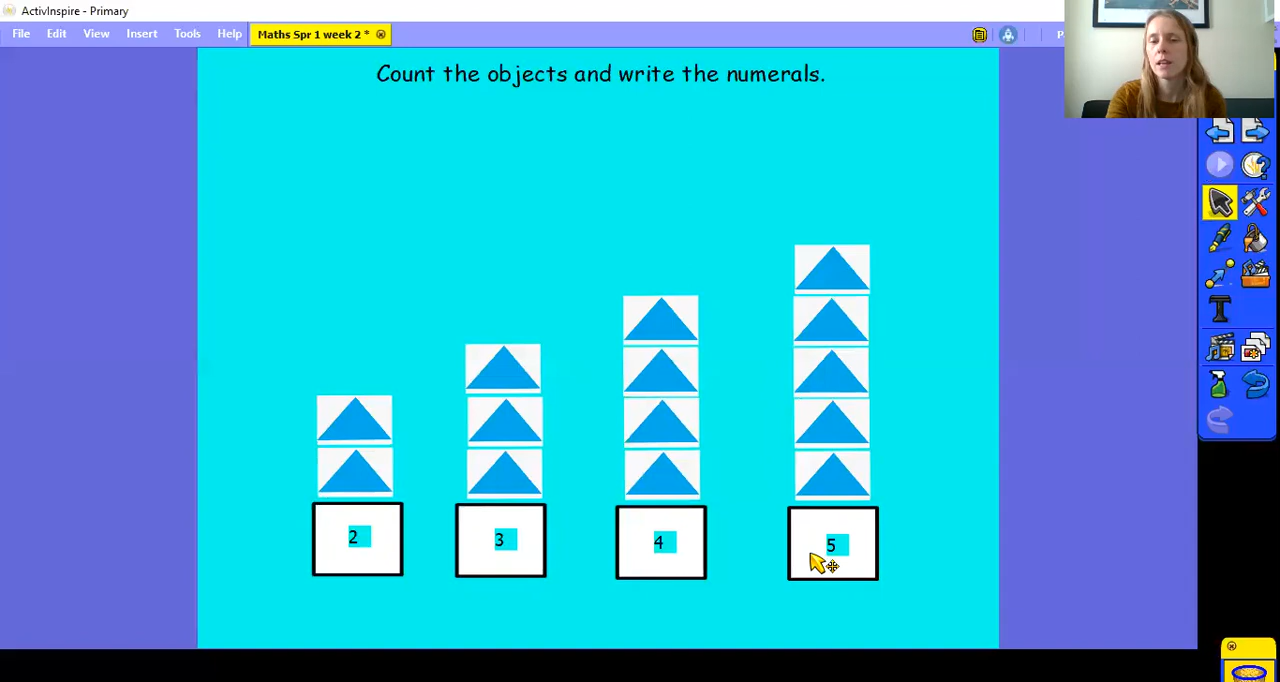 ActivInspire - Primary
File Edit View Insert Tools Help Maths Spr 1 week 2 *
Count the objects and write the numerals.
2 3 4 5